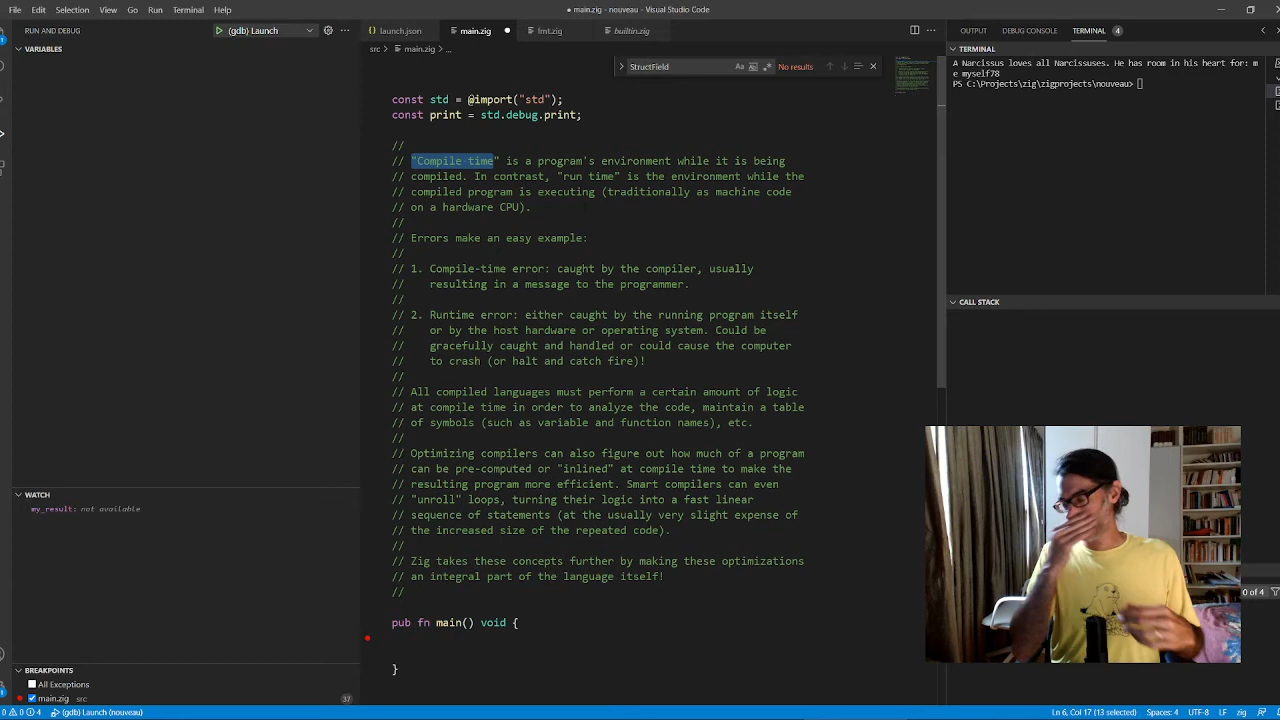 File Edit Selection View Go Run Terminal Help
main.zig - nouveau - Visual Studio Code
RUN AND DEBUG
(gdb) Launch
launch.json
main.zig
fmt.zig
builtin.zig
OUTPUT
DEBUG CONSOLE
TERMINAL
4
VARIABLES
src > main.zig > ...
TERMINAL
StructField
Aa
No results
A Narcissus loves all Narcissuses. He has room in his heart for: m
e myself78
PS C:\Projects\zig\zigprojects\nouveau>
const std = @import("std");
const print = std.debug.print;
//
// "Compile time" is a program's environment while it is being
// compiled. In contrast, "run time" is the environment while the
// compiled program is executing (traditionally as machine code
// on a hardware CPU).
//
// Errors make an easy example:
//
// 1. Compile-time error: caught by the compiler, usually
//    resulting in a message to the programmer.
//
// 2. Runtime error: either caught by the running program itself
//    or by the host hardware or operating system. Could be
//    gracefully caught and handled or could cause the computer
//    to crash (or halt and catch fire)!
//
// All compiled languages must perform a certain amount of logic
// at compile time in order to analyze the code, maintain a table
// of symbols (such as variable and function names), etc.
//
// Optimizing compilers can also figure out how much of a program
// can be pre-computed or "inlined" at compile time to make the
// resulting program more efficient. Smart compilers can even
// "unroll" loops, turning their logic into a fast linear
// sequence of statements (at the usually very slight expense of
// the increased size of the repeated code).
//
// Zig takes these concepts further by making these optimizations
// an integral part of the language itself!
//
pub fn main() void {
}
CALL STACK
WATCH
my_result: not available
0 of 4
BREAKPOINTS
All Exceptions
main.zig src
37
0 0 4
(gdb) Launch (nouveau)
Ln 6, Col 17 (13 selected)
Spaces: 4
UTF-8
LF
zig